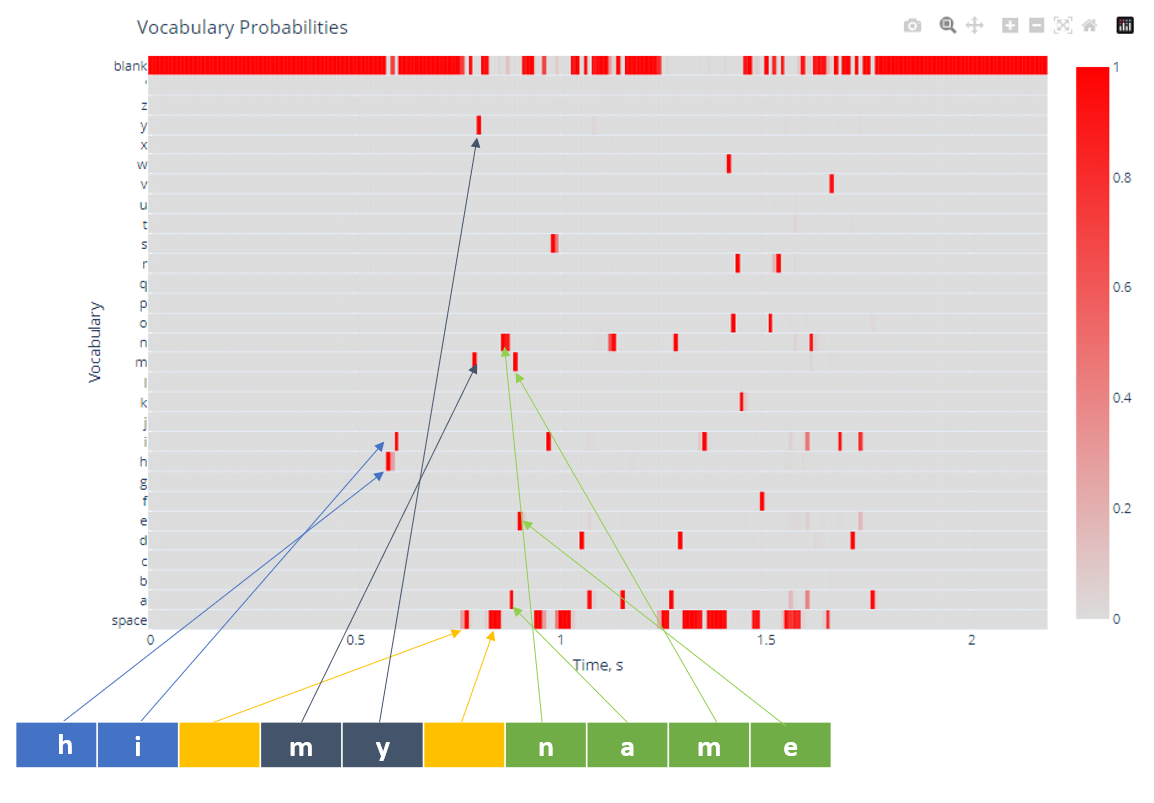 Vocabulary Probabilities
blank
'
z
y
x
w
v
u
t
s
r
q
p
o
n
m
l
k
j
i
h
g
f
e
d
c
b
a
space
Vocabulary
0 0.5 1 1.5 2
Time, s
1
0.8
0.6
0.4
0.2
0
h i m y n a m e